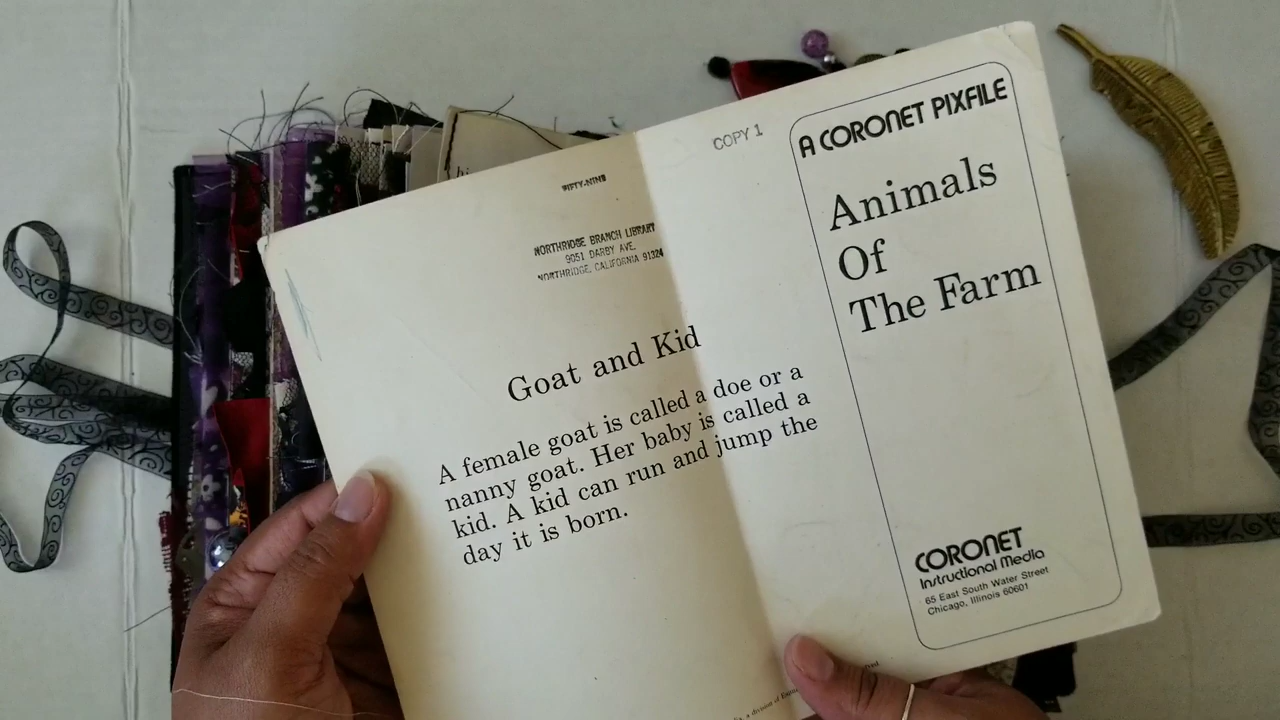 FIFTY-NINE
NORTHRIDGE BRANCH LIBRARY
9051 DARBY AVE.
NORTHRIDGE, CALIFORNIA 91324
Goat and Kid
A female goat is called a doe or a
nanny goat. Her baby is called a
kid. A kid can run and jump the
day it is born.
COPY 1
A CORONET PIXFILE
Animals
Of
The Farm
CORONET
Instructional Media
65 East South Water Street
Chicago, Illinois 60601